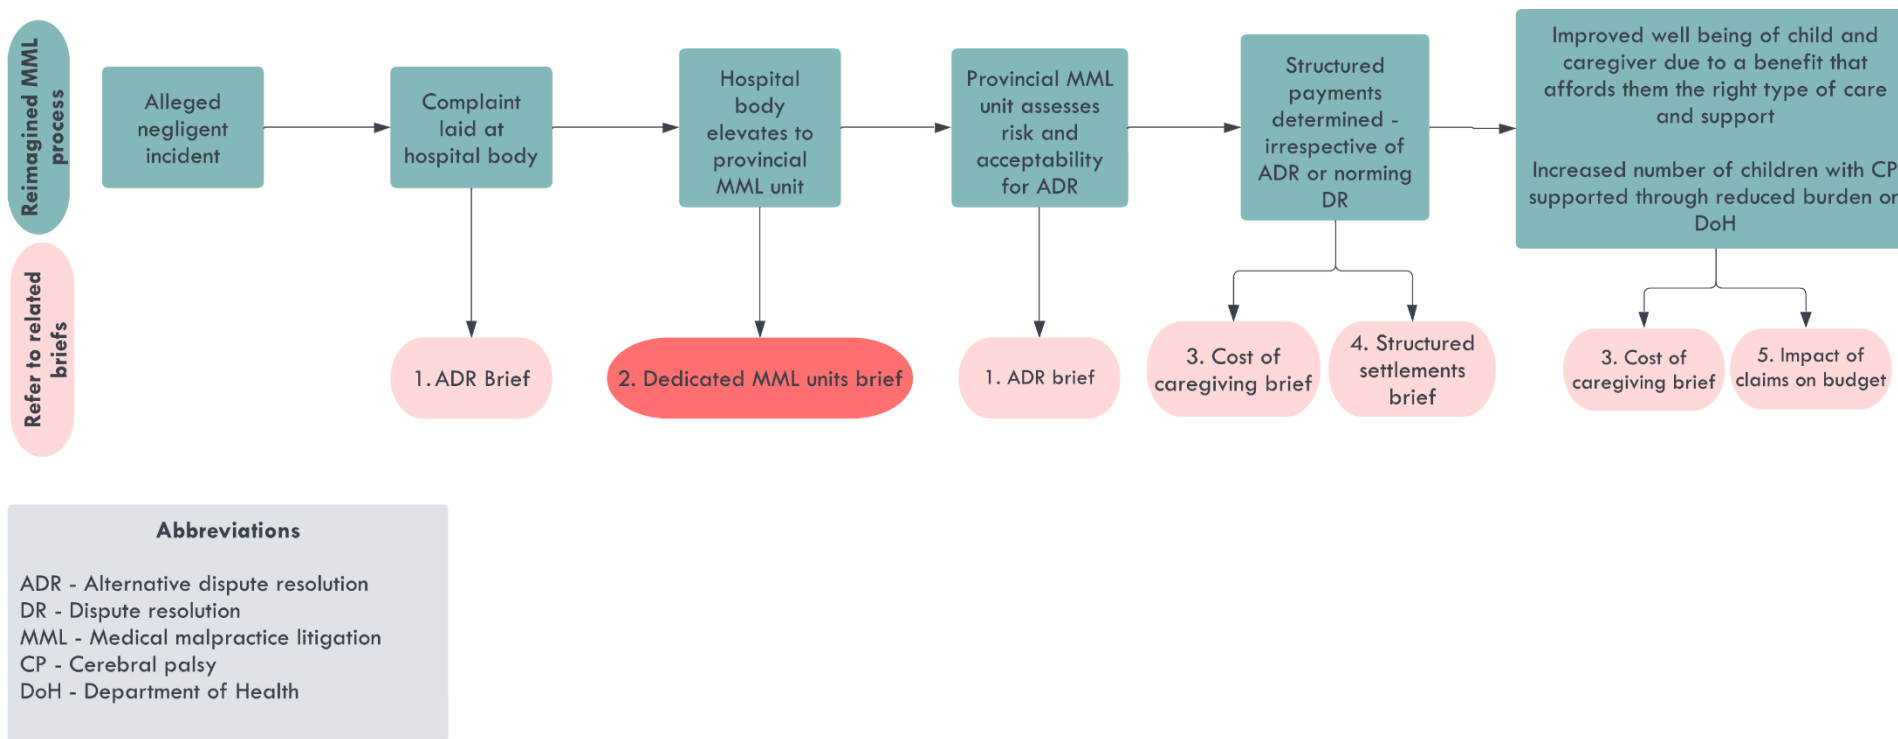 Reimagined MML
process
Alleged
negligent
incident
Complaint
laid at
hospital body
Hospital
body
elevates to
provincial
MML unit
Provincial MML
unit assesses
risk and
acceptability
for ADR
Structured
payments
determined -
irrespective of
ADR or norming
DR
Improved well being of child and
caregiver due to a benefit that
affords them the right type of care
and support
Increased number of children with CP
supported through reduced burden on
DoH
Refer to related
briefs
1. ADR Brief
2. Dedicated MML units brief
1. ADR brief
3. Cost of
caregiving brief
4. Structured
settlements
brief
3. Cost of
caregiving brief
5. Impact of
claims on budget
Abbreviations
ADR - Alternative dispute resolution
DR - Dispute resolution
MML - Medical malpractice litigation
CP - Cerebral palsy
DoH - Department of Health